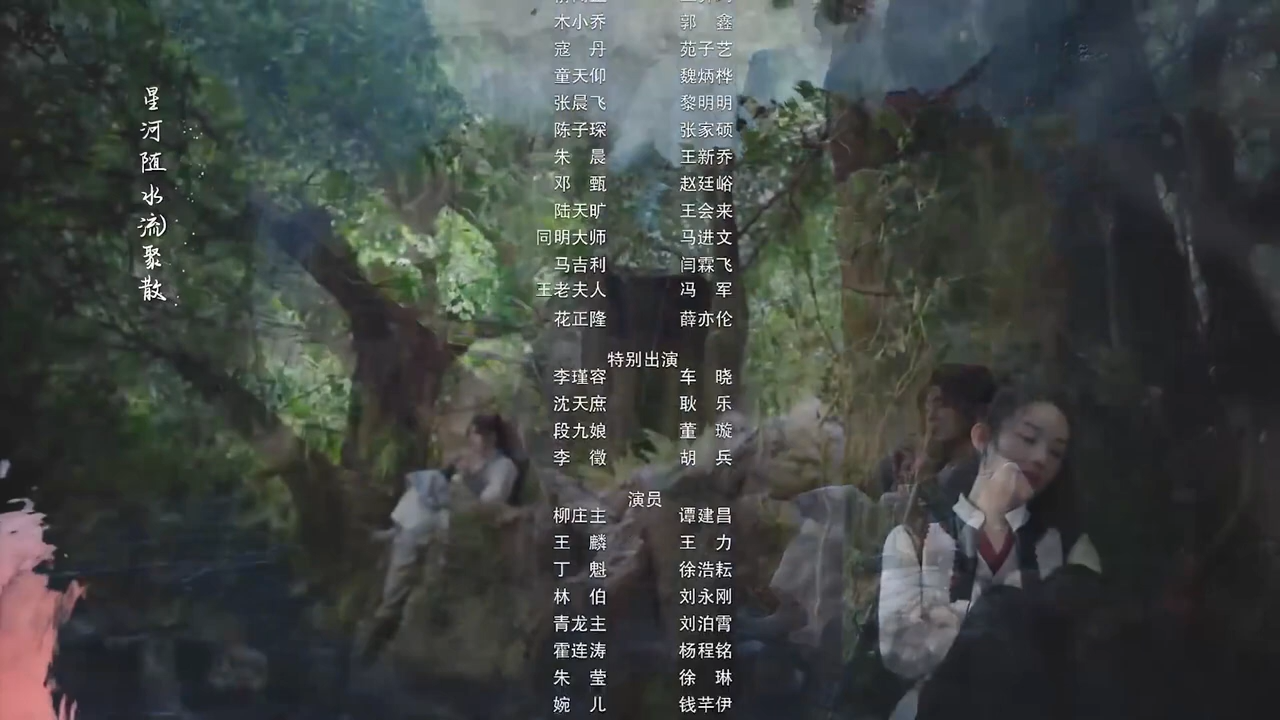 星河随水流聚散
木小乔 郭鑫
寇丹 苑子艺
童天仰 魏炳桦
张晨飞 黎明明
陈子琛 张家硕
朱晨 王新乔
邓甄 赵廷峪
陆天旷 王会来
同明大师 马进文
马吉利 闫霖飞
王老夫人 冯军
花正隆 薛亦伦
特别出演
李瑾容 车晓
沈天庶 耿乐
段九娘 董璇
李徵 胡兵
演员
柳庄主 谭建昌
王麟 王力
丁魁 徐浩耘
林伯 刘永刚
青龙主 刘泊霄
霍连涛 杨程铭
朱莹 徐琳
婉儿 钱芊伊